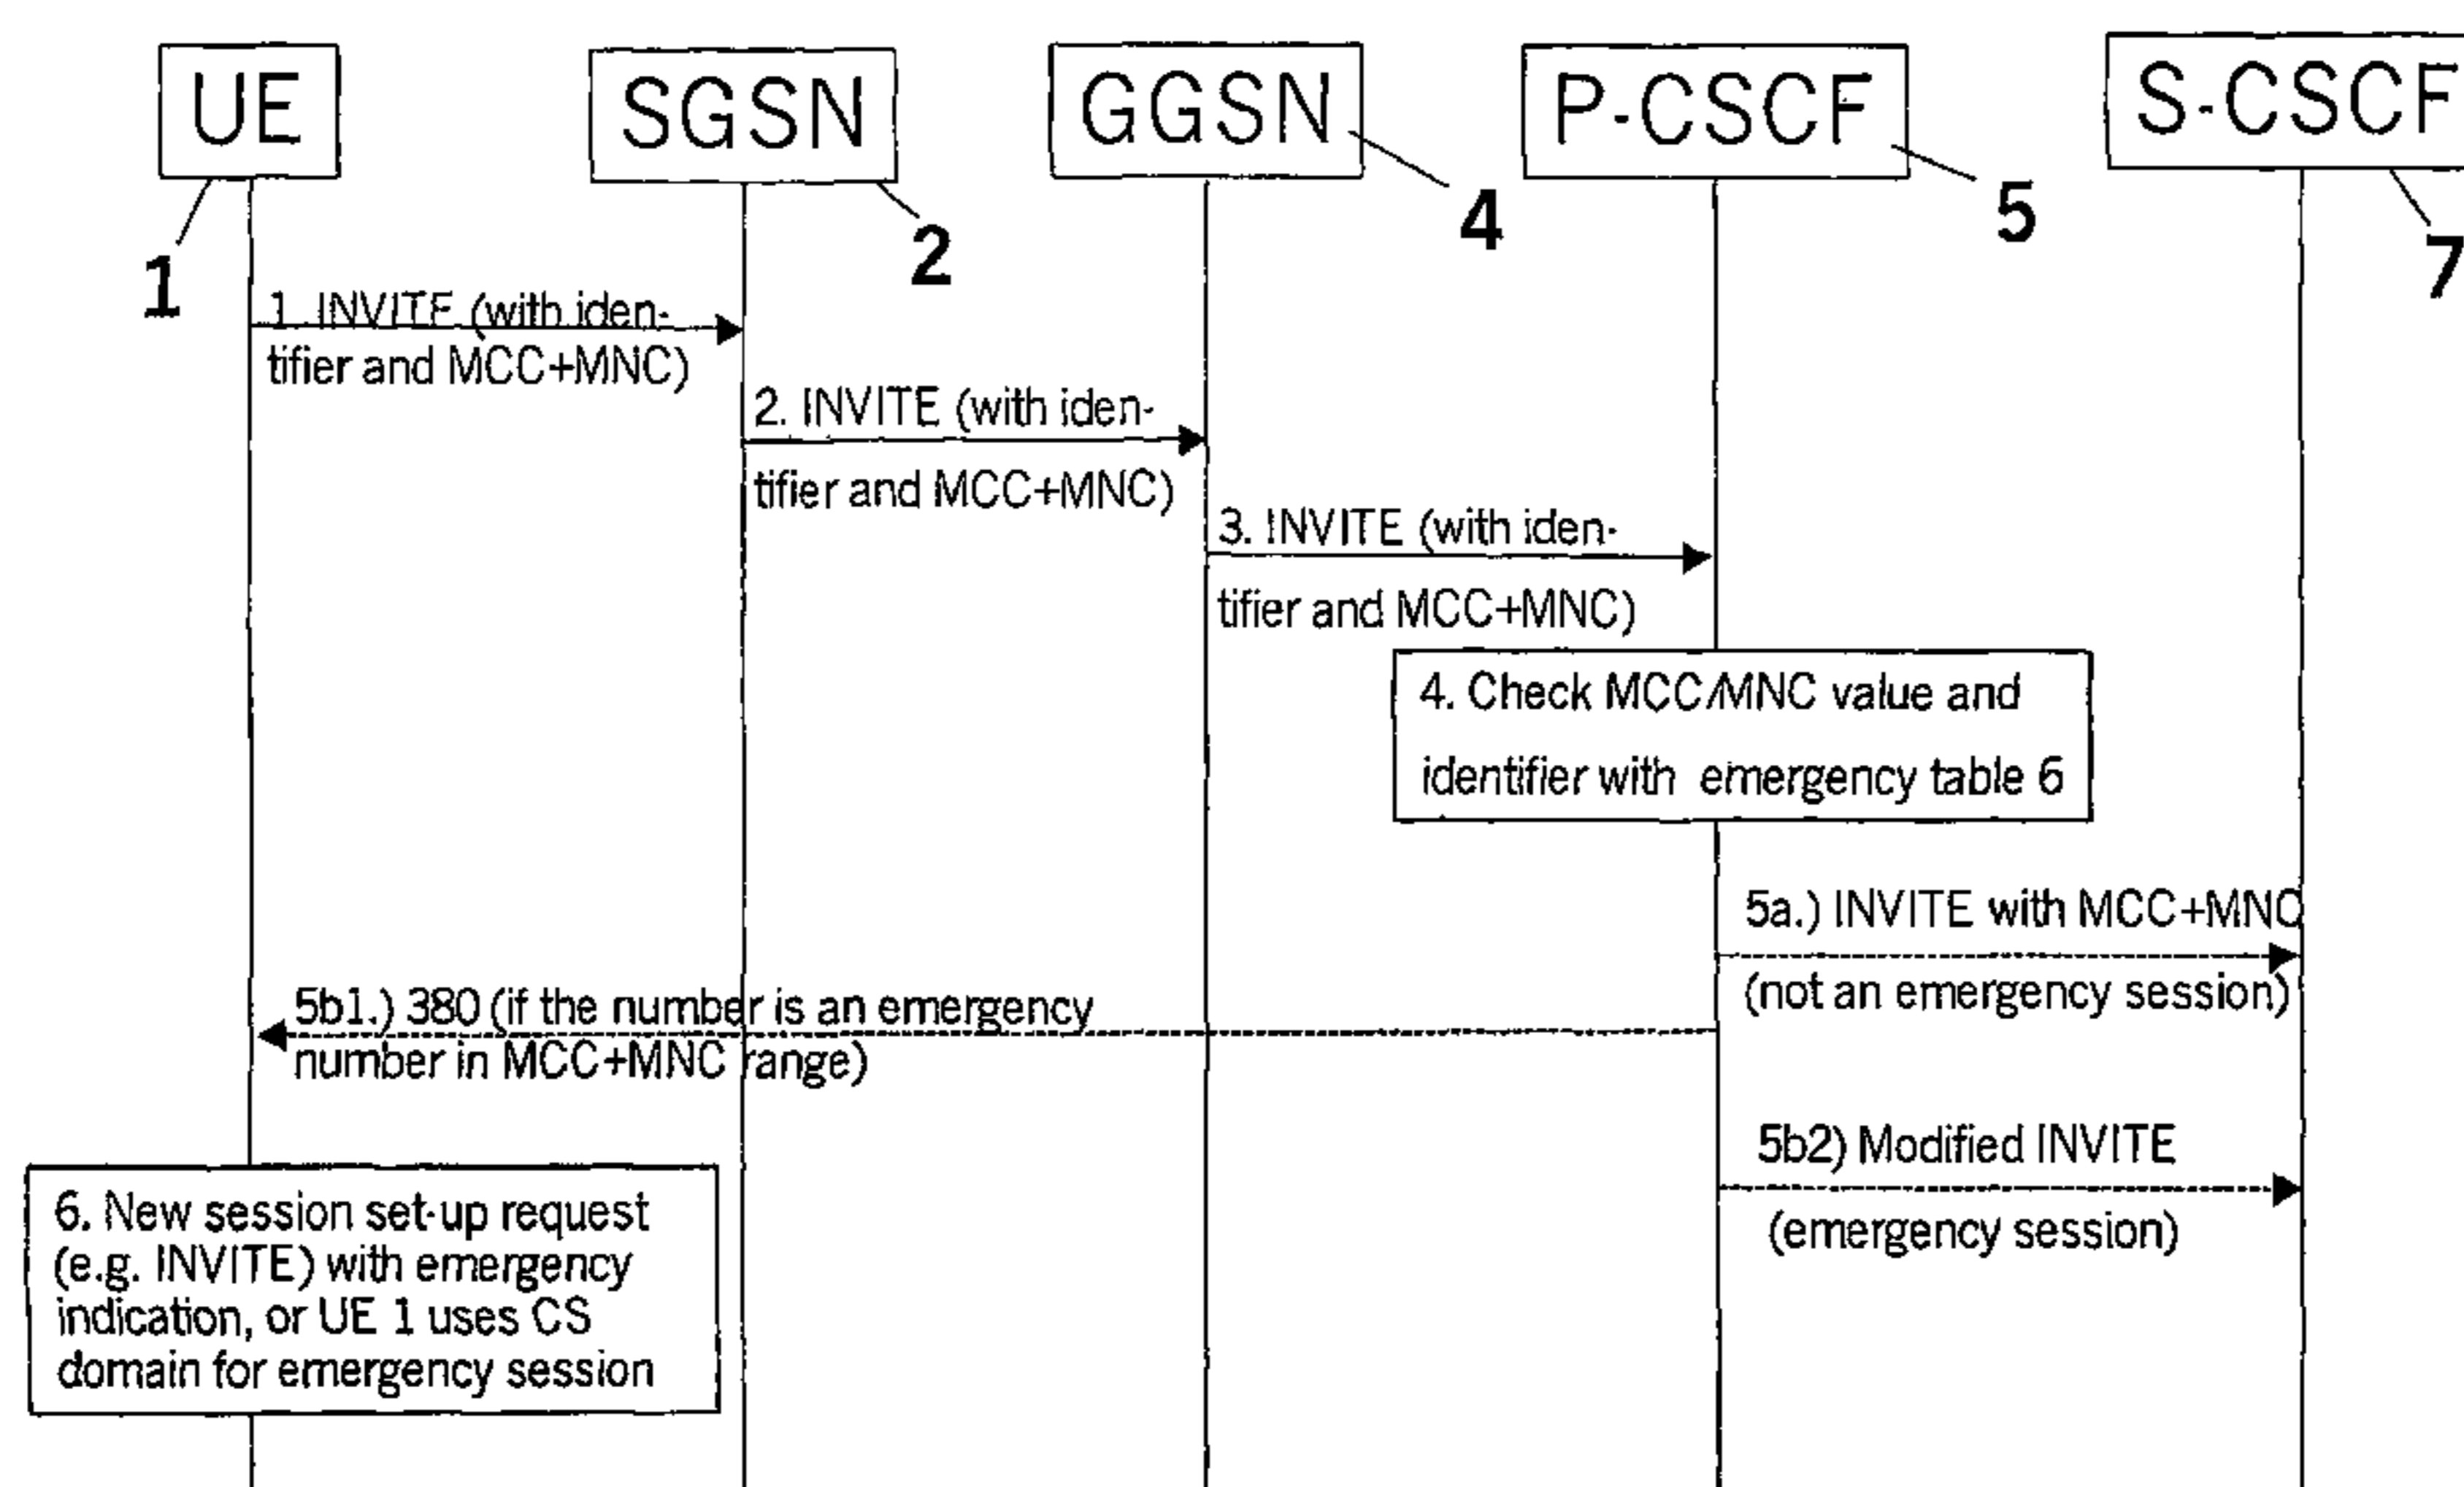 UE
SGSN
GGSN
P-CSCF
S-CSCF
1
2
4
5
7
1. INVITE (with iden-
tifier and MCC+MNC)
2. INVITE (with iden-
tifier and MCC+MNC)
3. INVITE (with iden-
tifier and MCC+MNC)
4. Check MCC/MNC value and
identifier with emergency table 6
5a.) INVITE with MCC+MNC
(not an emergency session)
5b1.) 380 (if the number is an emergency
number in MCC+MNC range)
5b2) Modified INVITE
(emergency session)
6. New session set-up request
(e.g. INVITE) with emergency
indication, or UE 1 uses CS
domain for emergency session